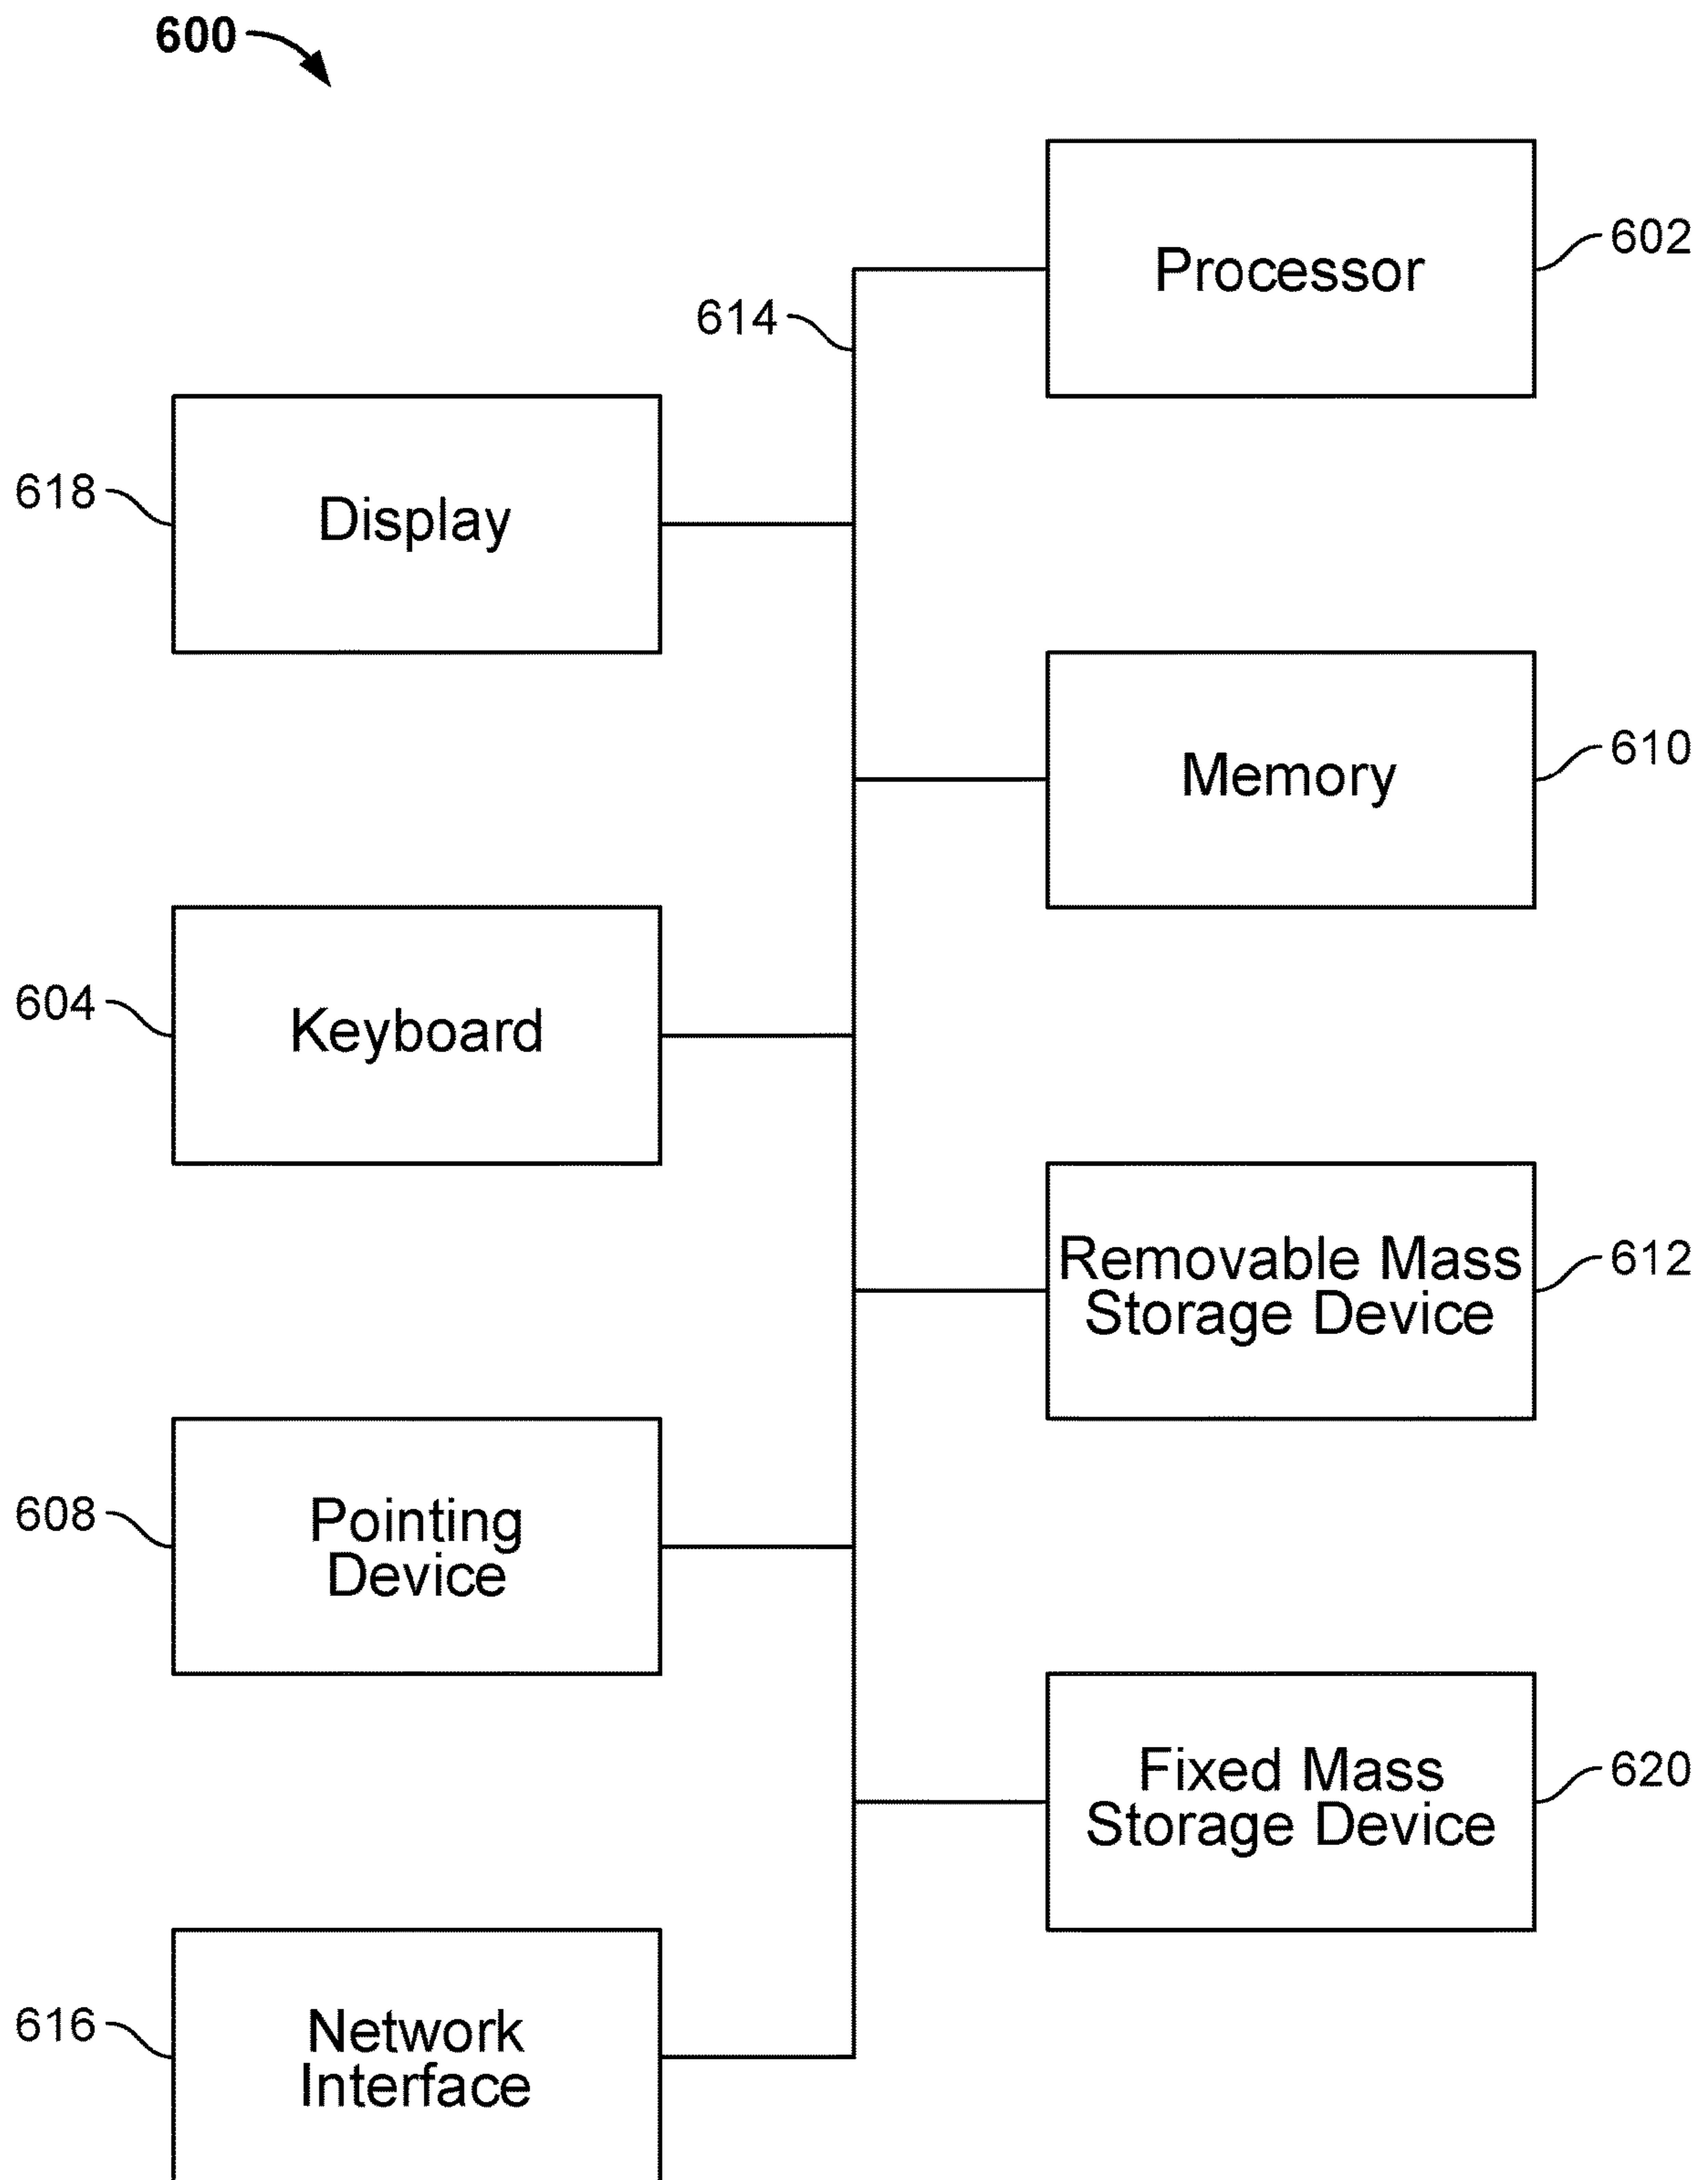 600
Processor
602
614
618
Display
Memory
610
604
Keyboard
Removable Mass
Storage Device
612
608
Pointing
Device
Fixed Mass
Storage Device
620
616
Network
Interface